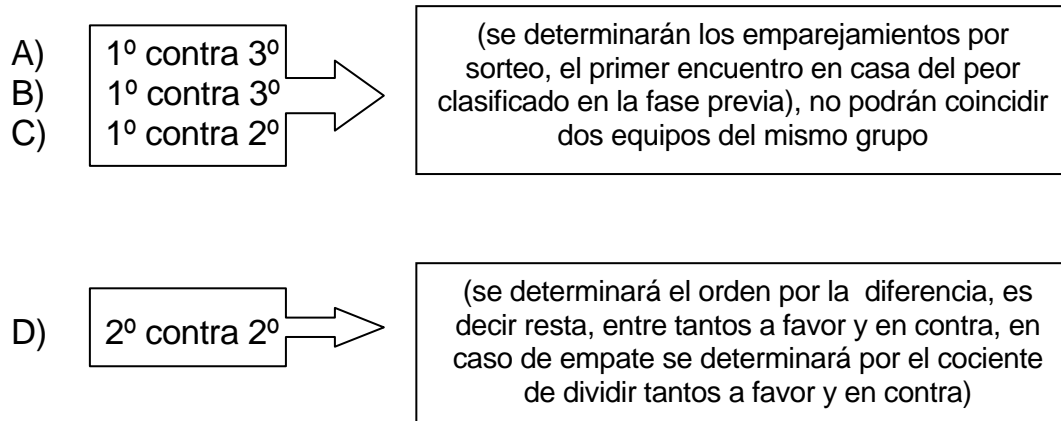 A) 1º contra 3º
B) 1º contra 3º
C) 1º contra 2º
(se determinarán los emparejamientos por
sorteo, el primer encuentro en casa del peor
clasificado en la fase previa), no podrán coincidir
dos equipos del mismo grupo
D) 2º contra 2º
(se determinará el orden por la diferencia, es
decir resta, entre tantos a favor y en contra, en
caso de empate se determinará por el cociente
de dividir tantos a favor y en contra)